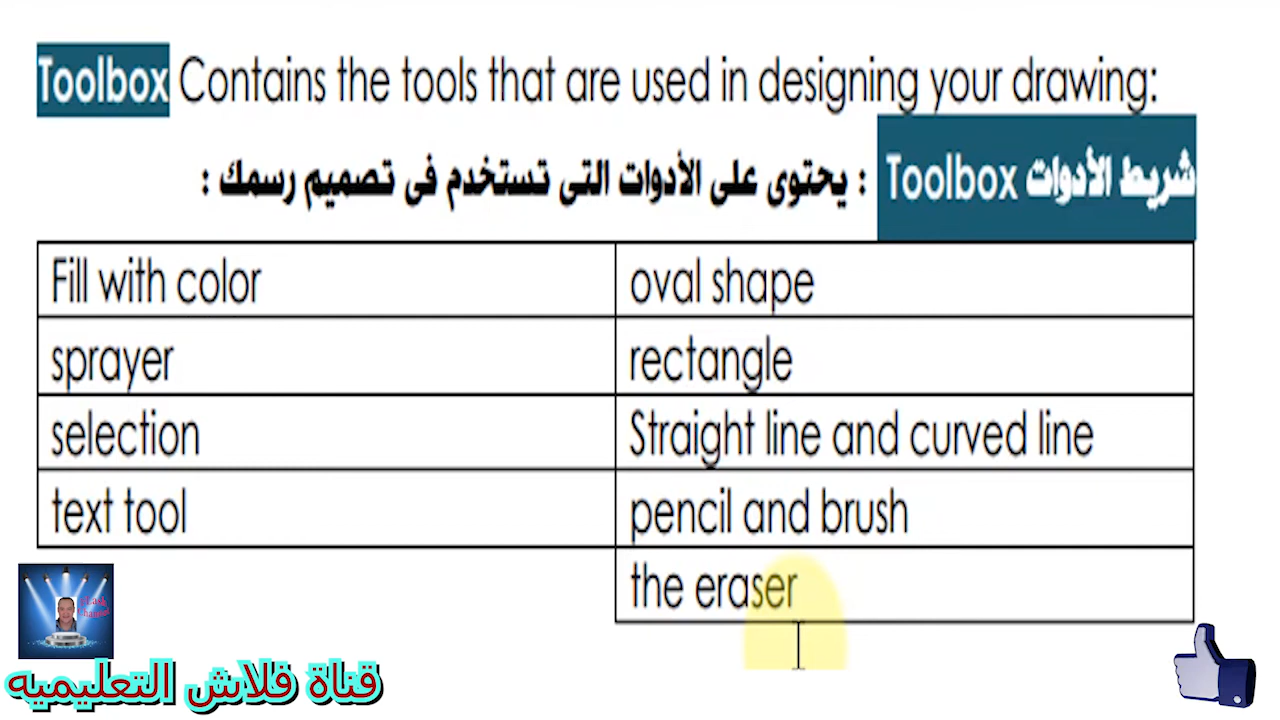 Toolbox Contains the tools that are used in designing your drawing:
شريط الأدوات Toolbox : يحتوى على الأدوات التى تستخدم فى تصميم رسمك :
Fill with color
oval shape
sprayer
rectangle
selection
Straight line and curved line
text tool
pencil and brush
the eraser
قناة فلاش التعليميه